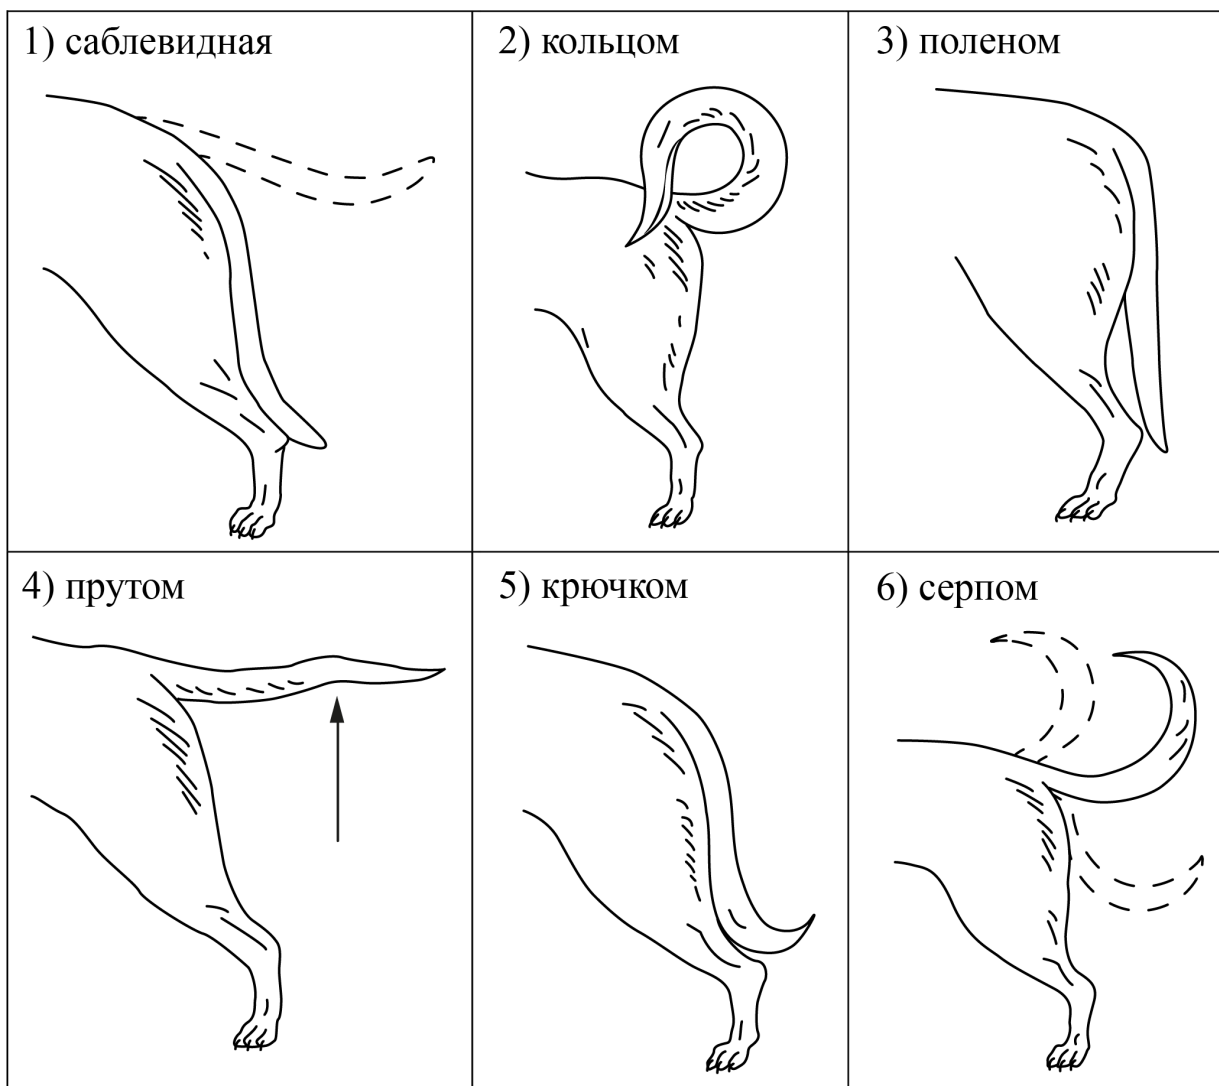 1) саблевидная
2) кольцом
3) поленом
4) прутом
5) крючком
6) серпом